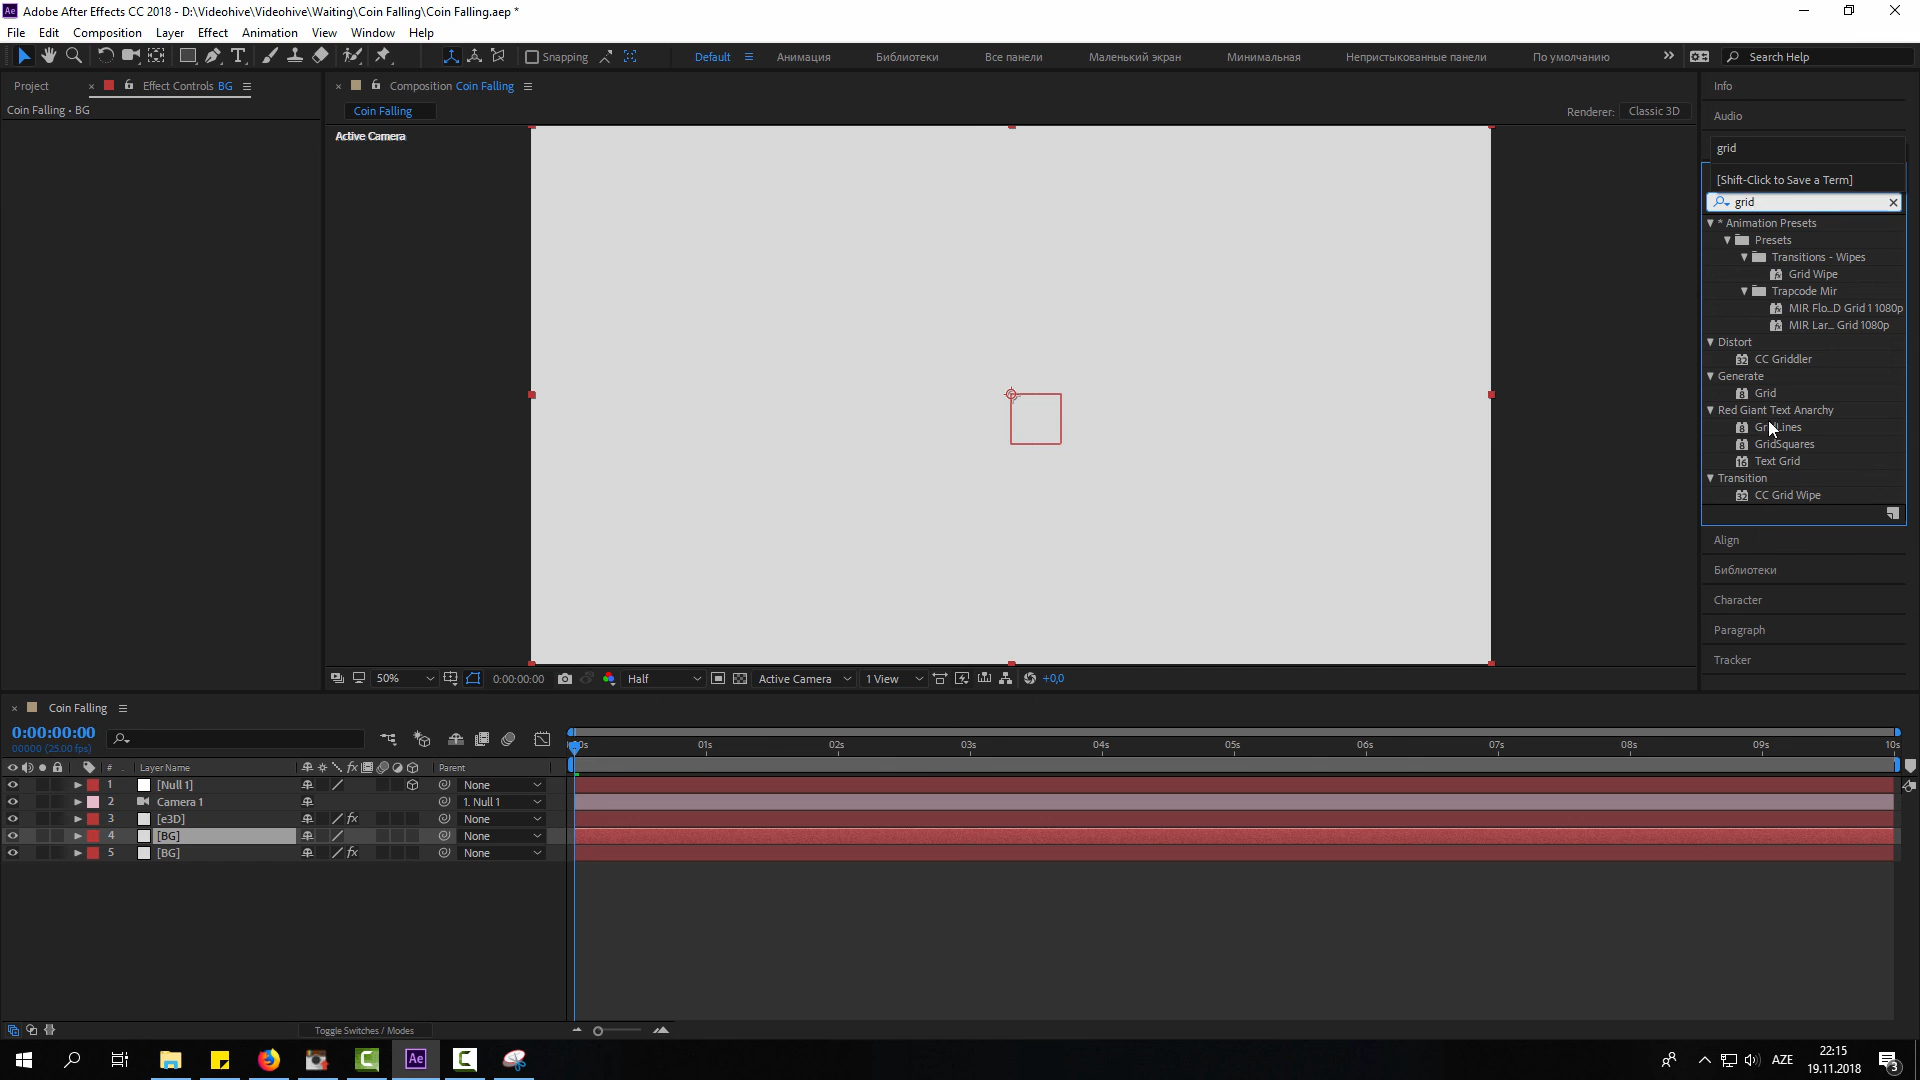 Adobe After Effects CC 2018 - D:\Videohive\Videohive\Waiting\Coin Falling\Coin Falling.aep *
File Edit Composition Layer Effect Animation View Window Help
Snapping
Default Анимация Библиотеки Все панели Маленький экран Минимальная Непристыкованные панели По умолчанию Search Help
Project Effect Controls BG
Coin Falling • BG
Composition Coin Falling
Coin Falling
Renderer: Classic 3D
Active Camera
Info
Audio
grid
[Shift-Click to Save a Term]
grid
* Animation Presets
Presets
Transitions - Wipes
Grid Wipe
Trapcode Mir
MIR Flo...D Grid 1 1080p
MIR Lar... Grid 1080p
Distort
CC Griddler
Generate
Grid
Red Giant Text Anarchy
GridLines
GridSquares
Text Grid
Transition
CC Grid Wipe
Align
Библиотеки
Character
Paragraph
Tracker
50% 0:00:00:00 Half Active Camera 1 View +0,0
Coin Falling
0:00:00:00
00000 (25.00 fps)
01s 02s 03s 04s 05s 06s 07s 08s 09s 10s
# Layer Name Parent
1 [Null 1] None
2 Camera 1 1. Null 1
3 [e3D] None
4 [BG] None
5 [BG] None
Toggle Switches / Modes
AZE
22:15
19.11.2018
3